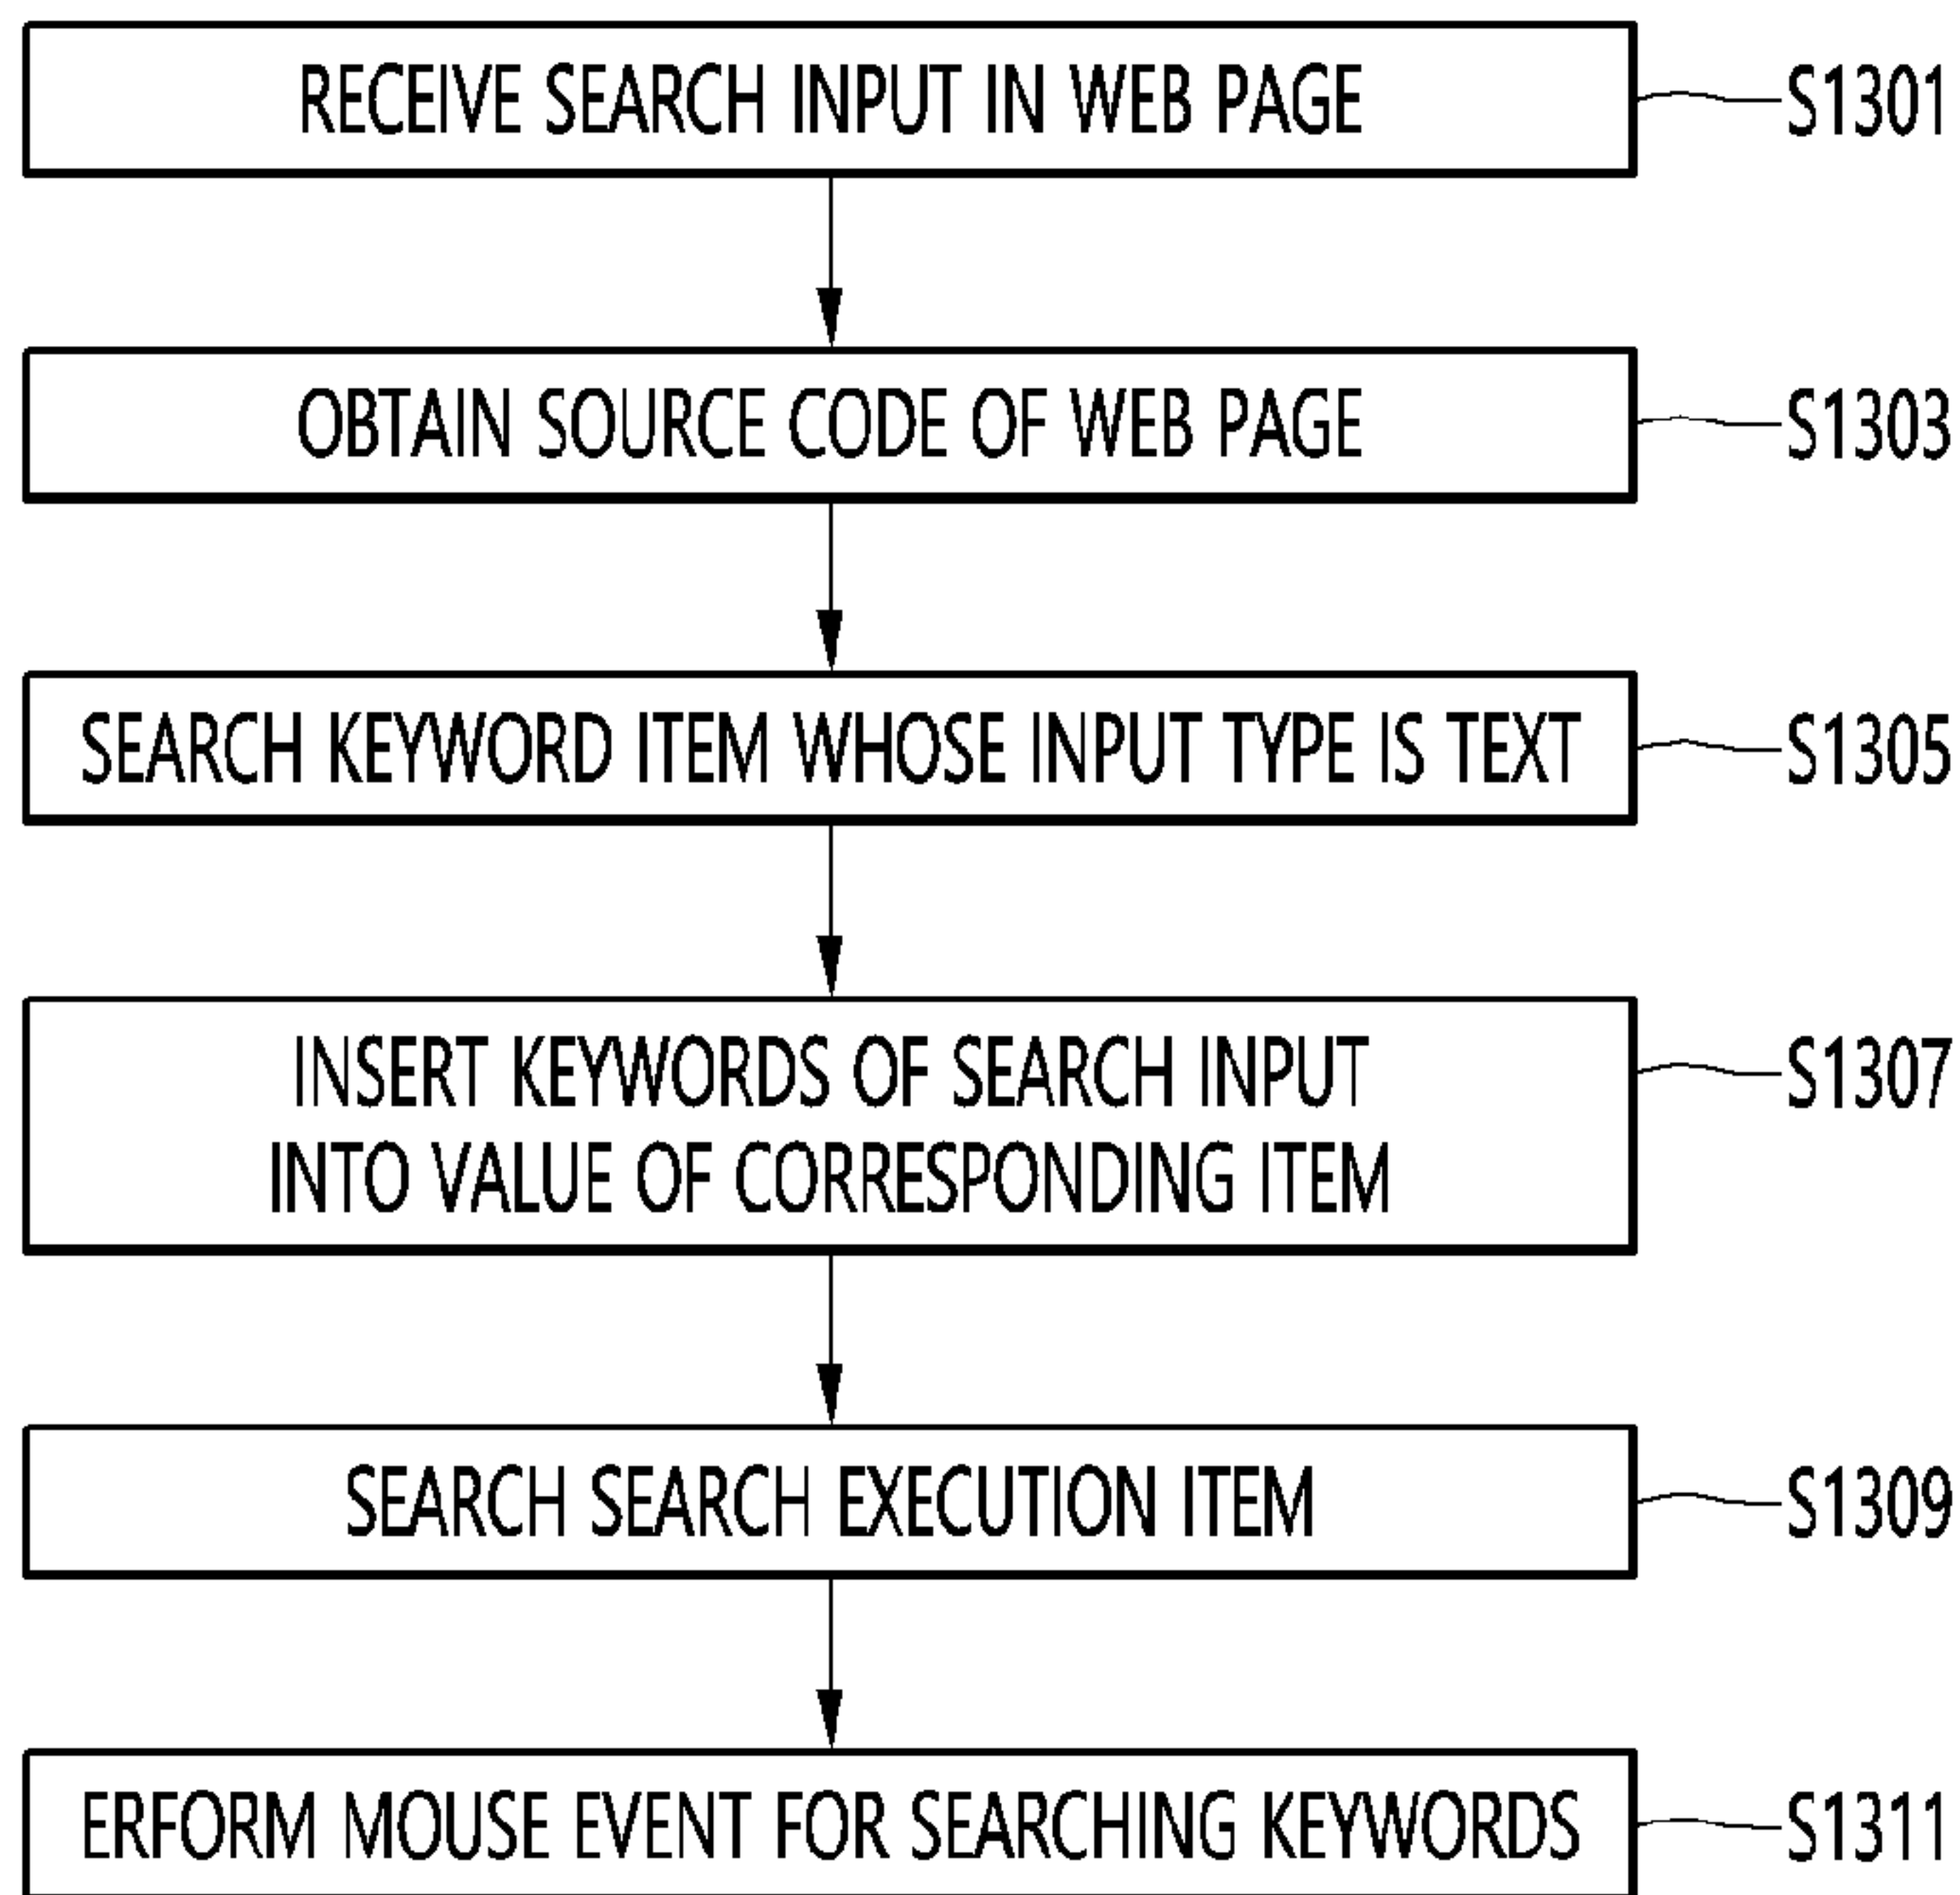 RECEIVE SEARCH INPUT IN WEB PAGE S1301
OBTAIN SOURCE CODE OF WEB PAGE S1303
SEARCH KEYWORD ITEM WHOSE INPUT TYPE IS TEXT S1305
INSERT KEYWORDS OF SEARCH INPUT S1307
INTO VALUE OF CORRESPONDING ITEM
SEARCH SEARCH EXECUTION ITEM S1309
ERFORM MOUSE EVENT FOR SEARCHING KEYWORDS S1311